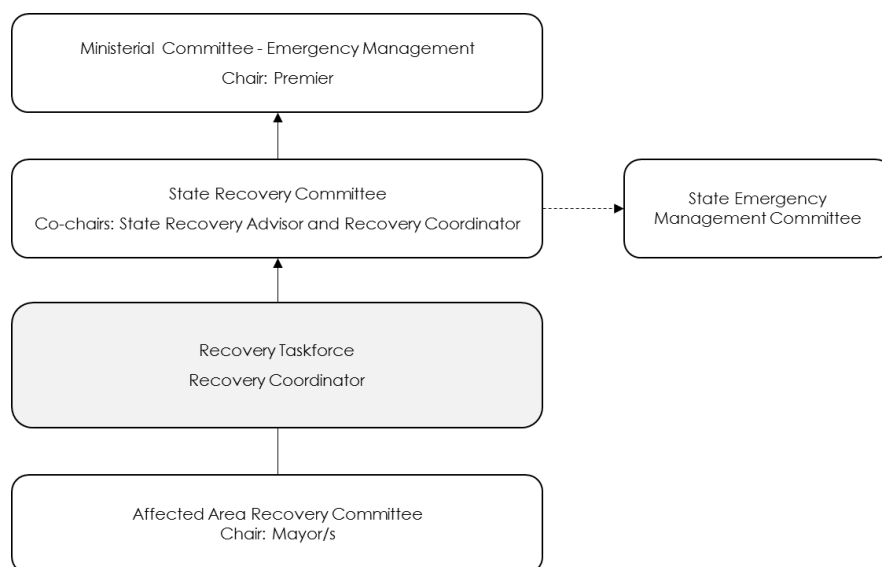 Ministerial Committee - Emergency Management
Chair: Premier
State Recovery Committee
Co-chairs: State Recovery Advisor and Recovery Coordinator
State Emergency
Management Committee
Recovery Taskforce
Recovery Coordinator
Affected Area Recovery Committee
Chair: Mayor/s